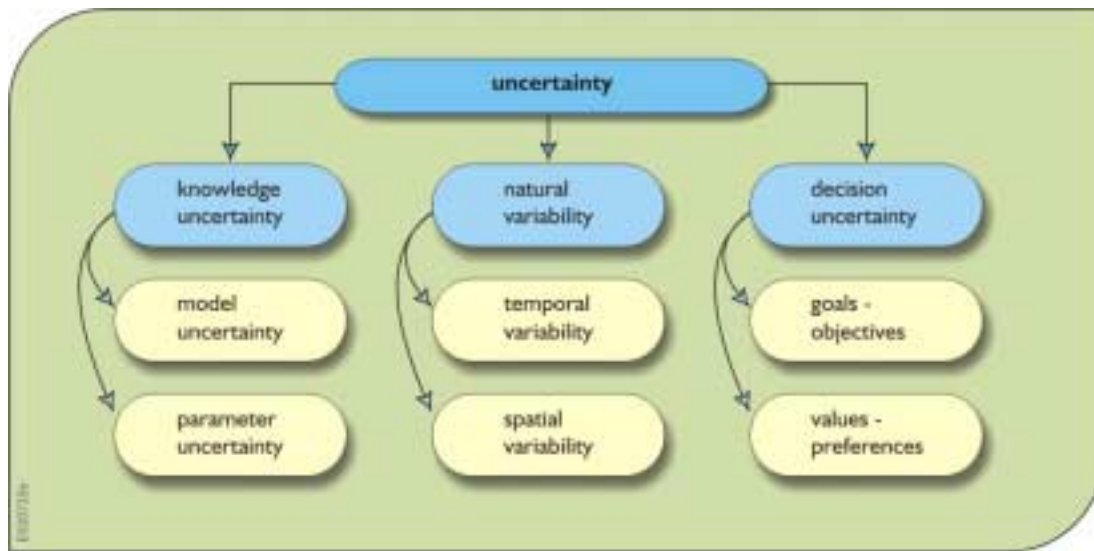 uncertainty
knowledge
uncertainty
natural
variability
decision
uncertainty
model
uncertainty
temporal
variability
goals -
objectives
parameter
uncertainty
spatial
variability
values -
preferences